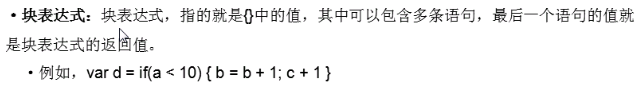 •块表达式：块表达式，指的就是{}中的值，其中可以包含多条语句，最后一个语句的值就
是块表达式的返回值。
•例如，var d = if(a < 10) { b = b + 1; c + 1 }